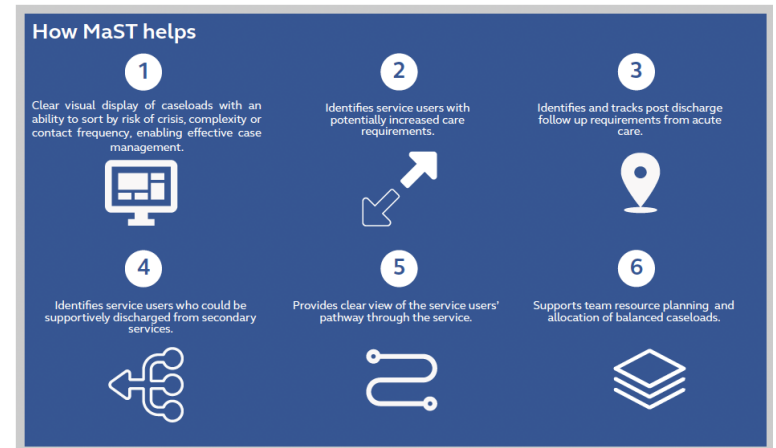 How MaST helps
1
Clear visual display of caseloads with an
ability to sort by risk of crisis, complexity or
contact frequency, enabling effective case
management.
2
Identifies service users with
potentially increased care
requirements.
3
Identifies and tracks post discharge
follow up requirements from acute
care.
4
Identifies service users who could be
supportively discharged from secondary
services.
5
Provides clear view of the service users'
pathway through the service.
6
Supports team resource planning and
allocation of balanced caseloads.